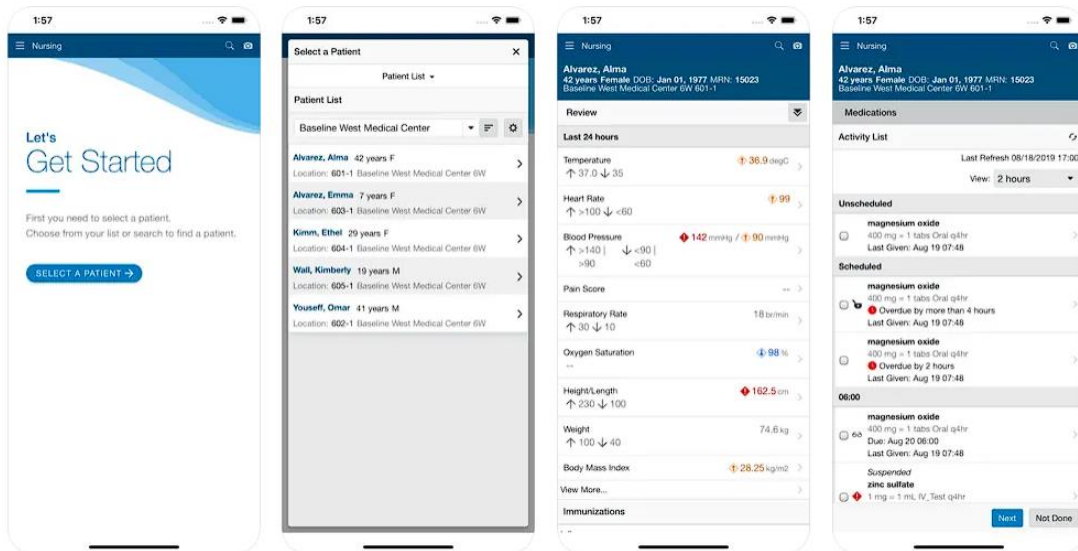 1:57
Nursing
Let's
Get Started
First you need to select a patient.
Choose from your list or search to find a patient.
SELECT A PATIENT →
1:57
Select a Patient ×
Patient List
Patient List
Baseline West Medical Center
Alvarez, Alma 42 years F
Location: 601-1 Baseline West Medical Center 6W
Alvarez, Emma 7 years F
Location: 603-1 Baseline West Medical Center 6W
Kimm, Ethel 29 years F
Location: 604-1 Baseline West Medical Center 6W
Wall, Kimberly 19 years M
Location: 605-1 Baseline West Medical Center 6W
Youseff, Omar 41 years M
Location: 602-1 Baseline West Medical Center 6W
1:57
Nursing
Alvarez, Alma
42 years Female DOB: Jan 01, 1977 MRN: 15023
Baseline West Medical Center 6W 601-1
Review
Last 24 hours
Temperature 36.9 degC
↑ 37.0 ↓ 35
Heart Rate 99
↑ >100 ↓ <60
Blood Pressure 142 mmHg / 90 mmHg
↑ >140 | ↓ <90 |
>90 <60
Pain Score --
Respiratory Rate 18 br/min
↑ 30 ↓ 10
Oxygen Saturation 98 %
--
Height/Length 162.5 cm
↑ 230 ↓ 100
Weight 74.6 kg
↑ 100 ↓ 40
Body Mass Index 28.25 kg/m2
View More...
Immunizations
1:57
Nursing
Alvarez, Alma
42 years Female DOB: Jan 01, 1977 MRN: 15023
Baseline West Medical Center 6W 601-1
Medications
Activity List
Last Refresh 08/18/2019 17:00
View: 2 hours
Unscheduled
magnesium oxide
400 mg = 1 tabs Oral q4hr
Last Given: Aug 19 07:48
Scheduled
magnesium oxide
400 mg = 1 tabs Oral q4hr
Overdue by more than 4 hours
Last Given: Aug 19 07:48
magnesium oxide
400 mg = 1 tabs Oral q4hr
Overdue by 2 hours
Last Given: Aug 19 07:48
06:00
magnesium oxide
400 mg = 1 tabs Oral q4hr
Due: Aug 20 06:00
Last Given: Aug 19 07:48
Suspended
zinc sulfate
1 mg = 1 mL IV_Test q4hr
Next Not Done